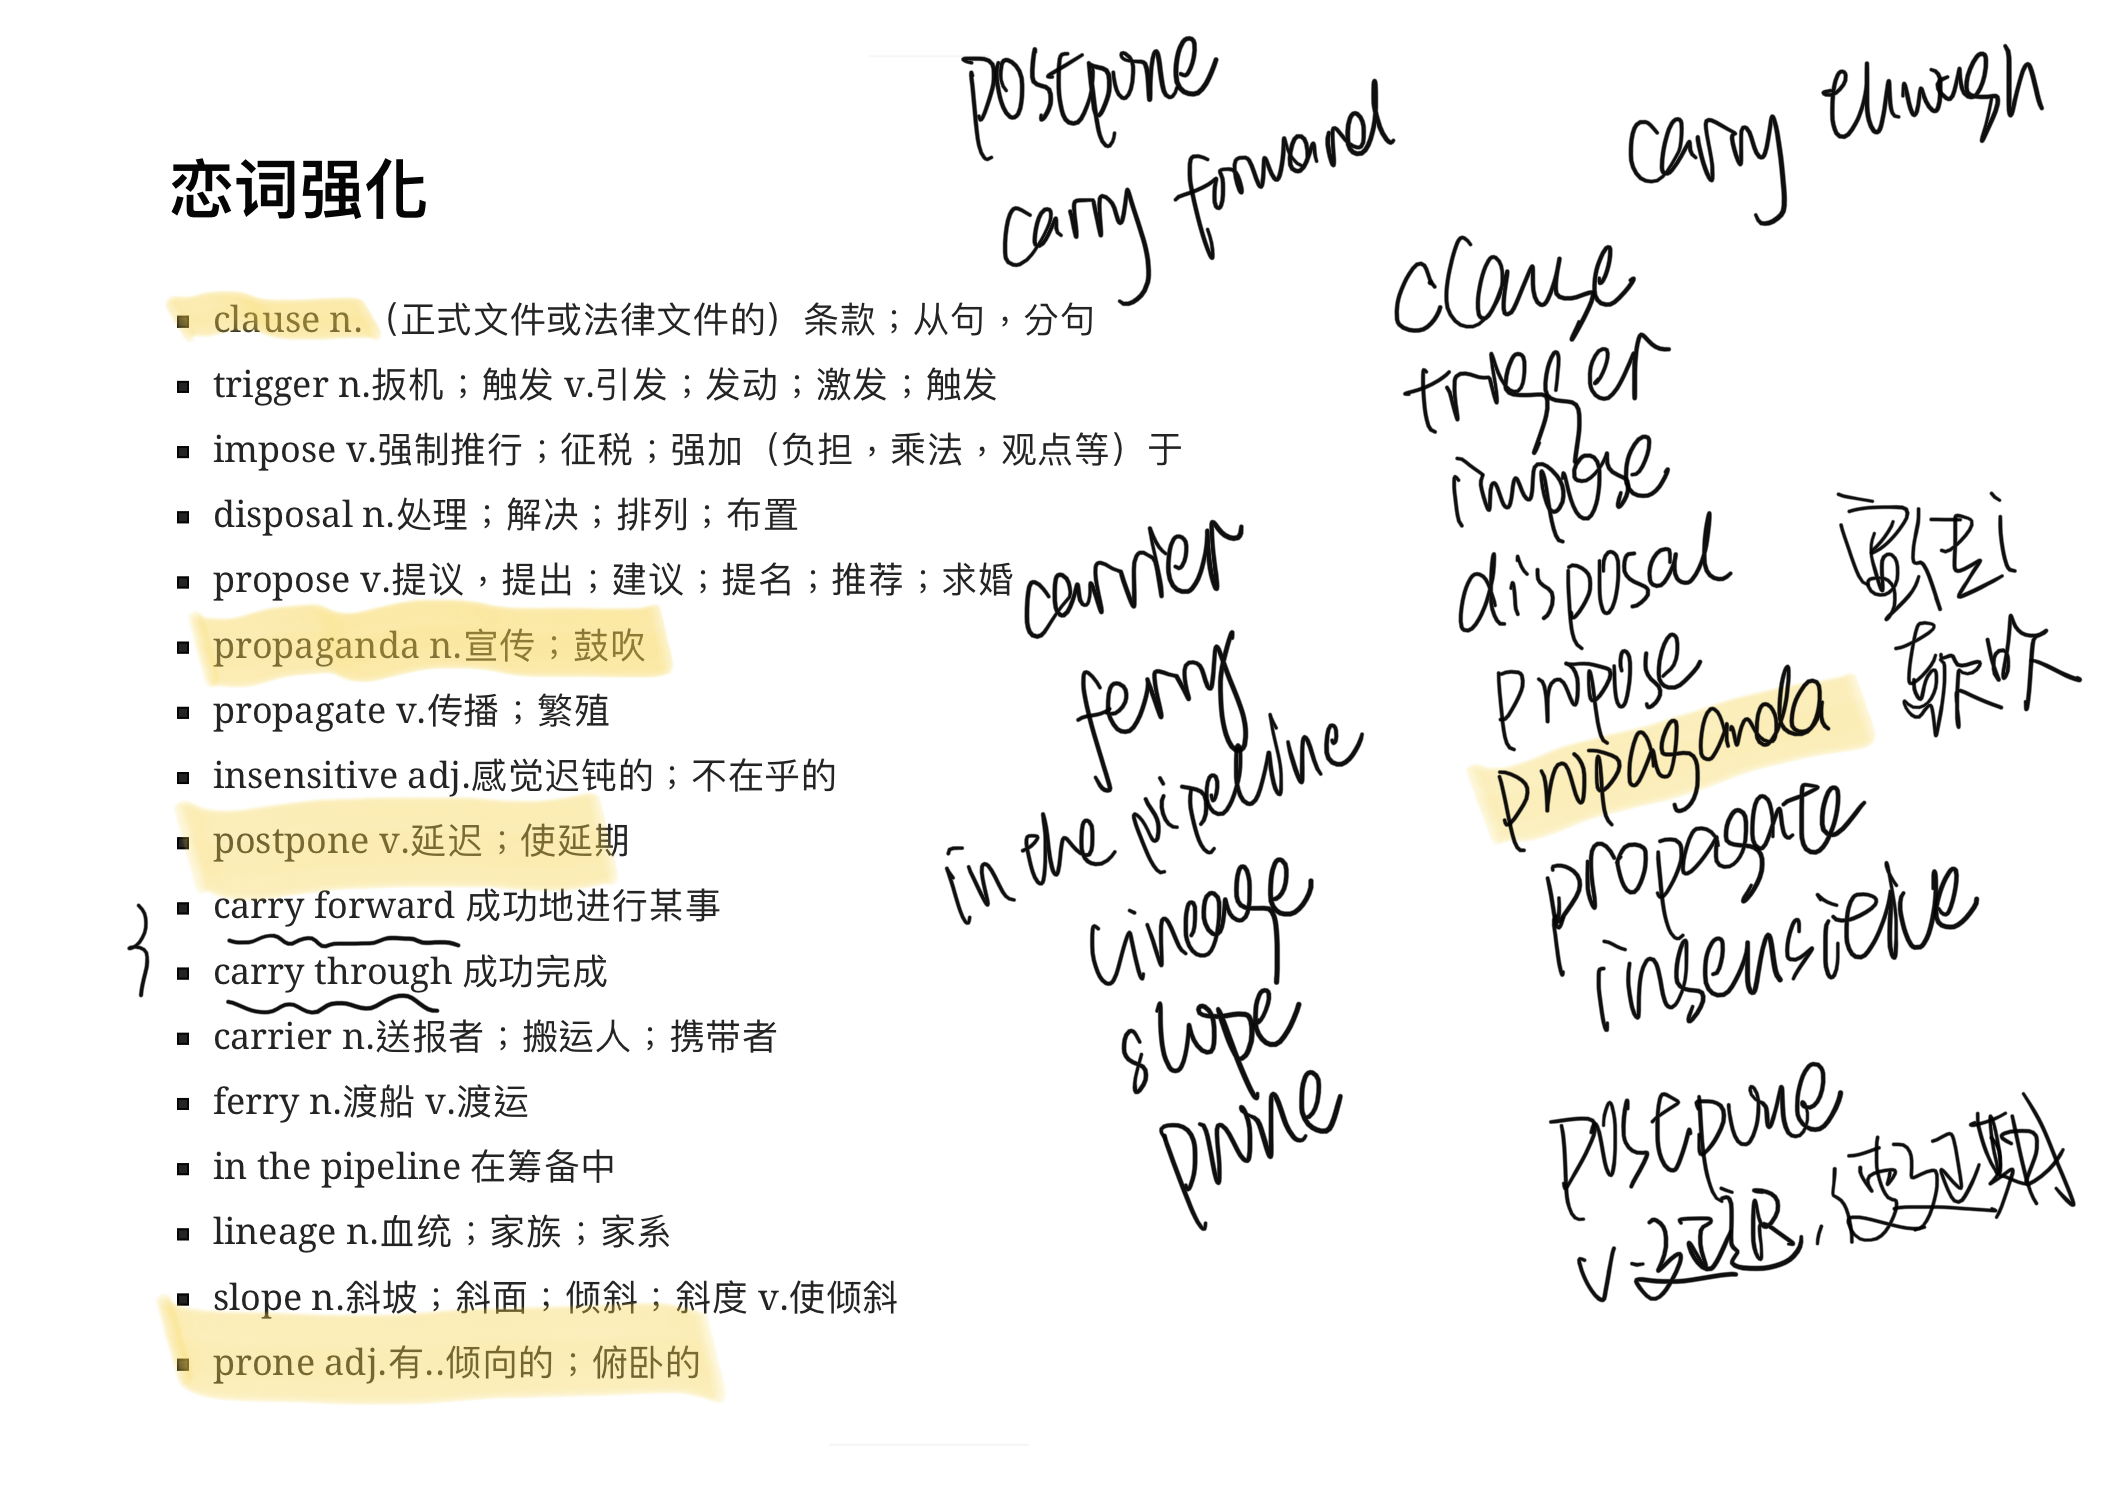 恋词强化
clause n.（正式文件或法律文件的）条款；从句，分句
trigger n.扳机；触发 v.引发；发动；激发；触发
impose v.强制推行；征税；强加（负担，乘法，观点等）于
disposal n.处理；解决；排列；布置
propose v.提议，提出；建议；提名；推荐；求婚
propaganda n.宣传；鼓吹
propagate v.传播；繁殖
insensitive adj.感觉迟钝的；不在乎的
postpone v.延迟；使延期
carry forward 成功地进行某事
carry through 成功完成
carrier n.送报者；搬运人；携带者
ferry n.渡船 v.渡运
in the pipeline 在筹备中
lineage n.血统；家族；家系
slope n.斜坡；斜面；倾斜；斜度 v.使倾斜
prone adj.有..倾向的；俯卧的
postpone
carry forward
carry through
clause
trigger
impose
disposal
propose
propaganda
鼓吹
propagate
insensitive
postpone
v.延迟，使延期
carrier
ferry
in the pipeline
lineage
slope
prone